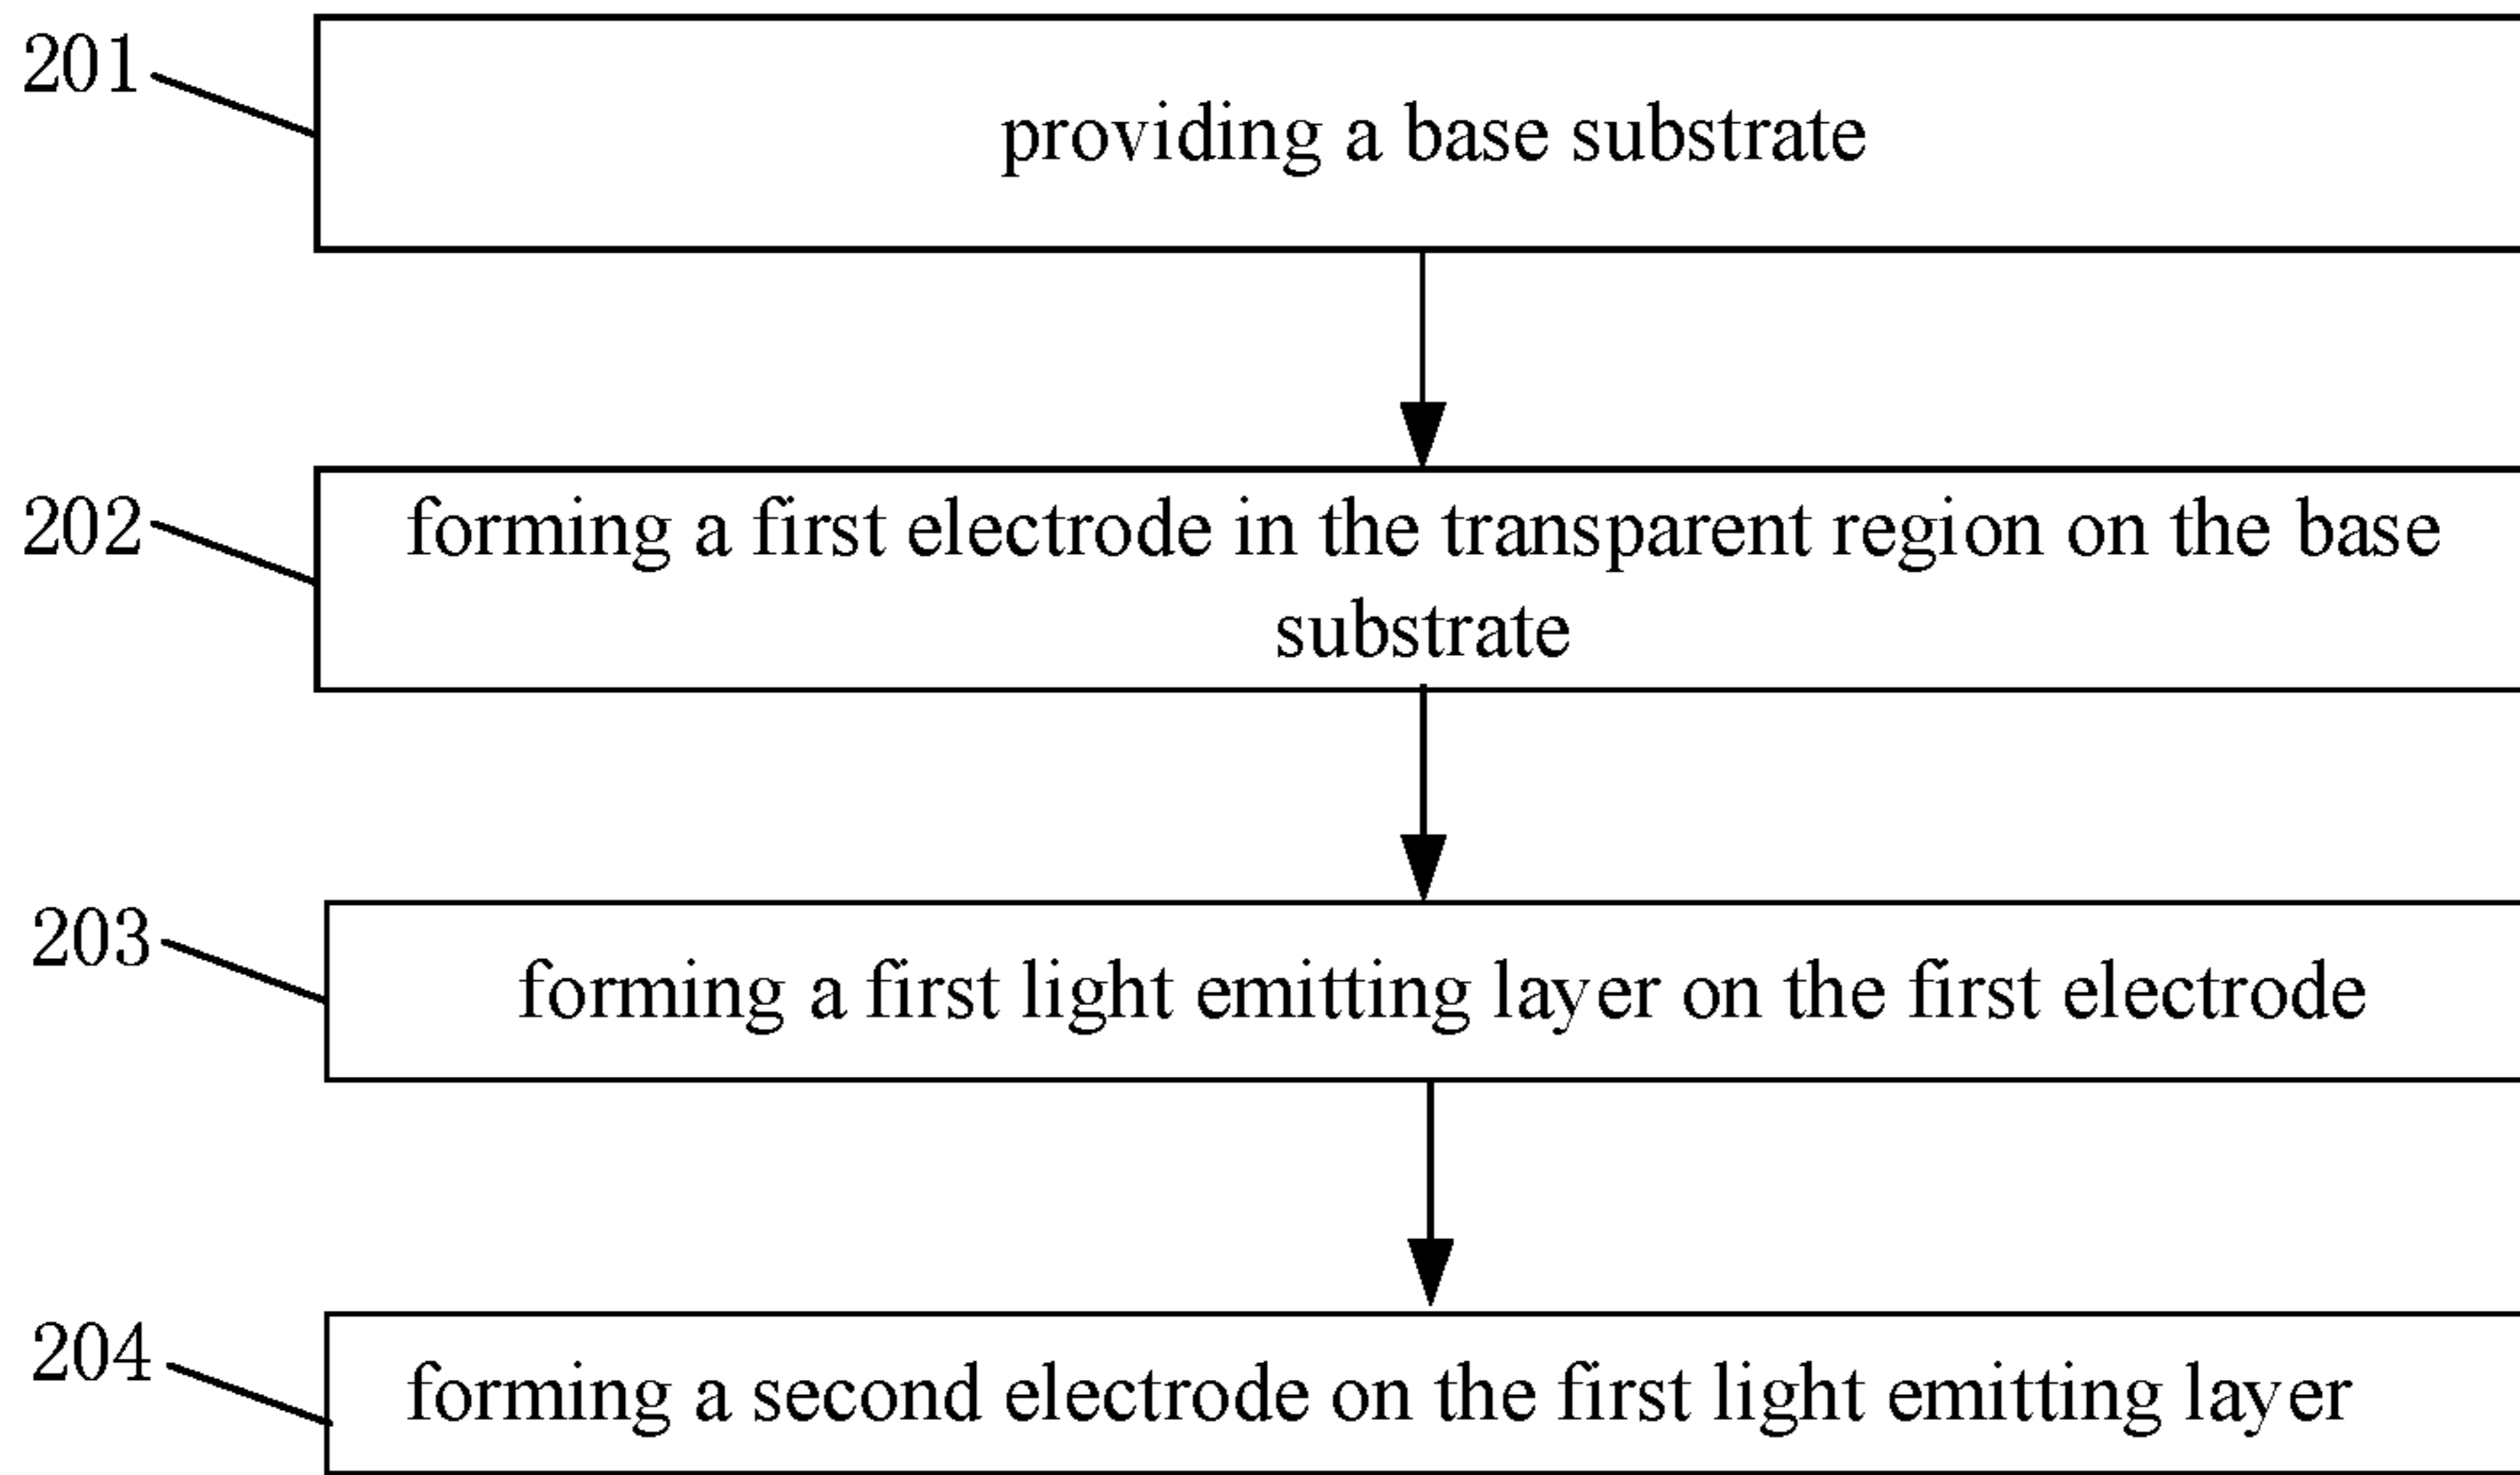 201
providing a base substrate
202
forming a first electrode in the transparent region on the base
substrate
203
forming a first light emitting layer on the first electrode
204
forming a second electrode on the first light emitting layer